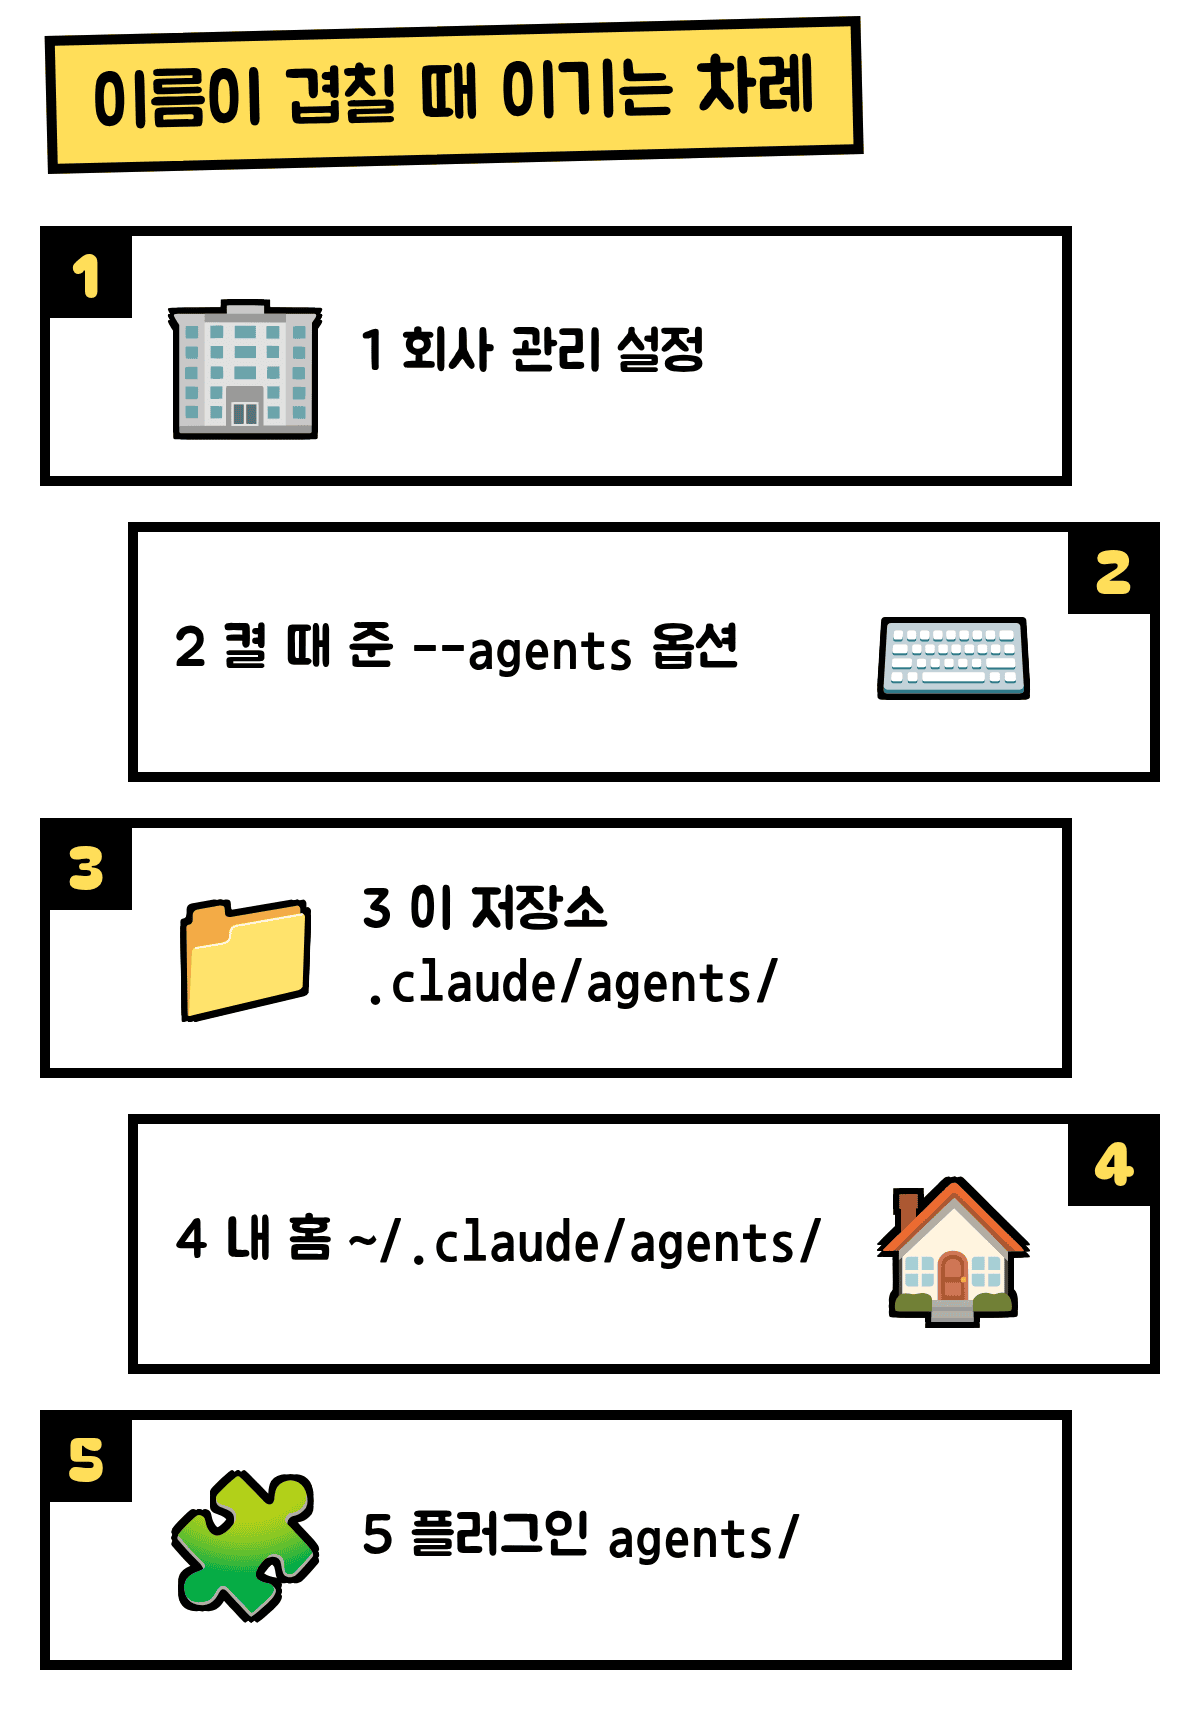 이름이 겹칠 때 이기는 차례
1
1 회사 관리 설정
2
2 켤 때 준 --agents 옵션
3
3 이 저장소
.claude/agents/
4
4 내 홈 ~/.claude/agents/
5
5 플러그인 agents/